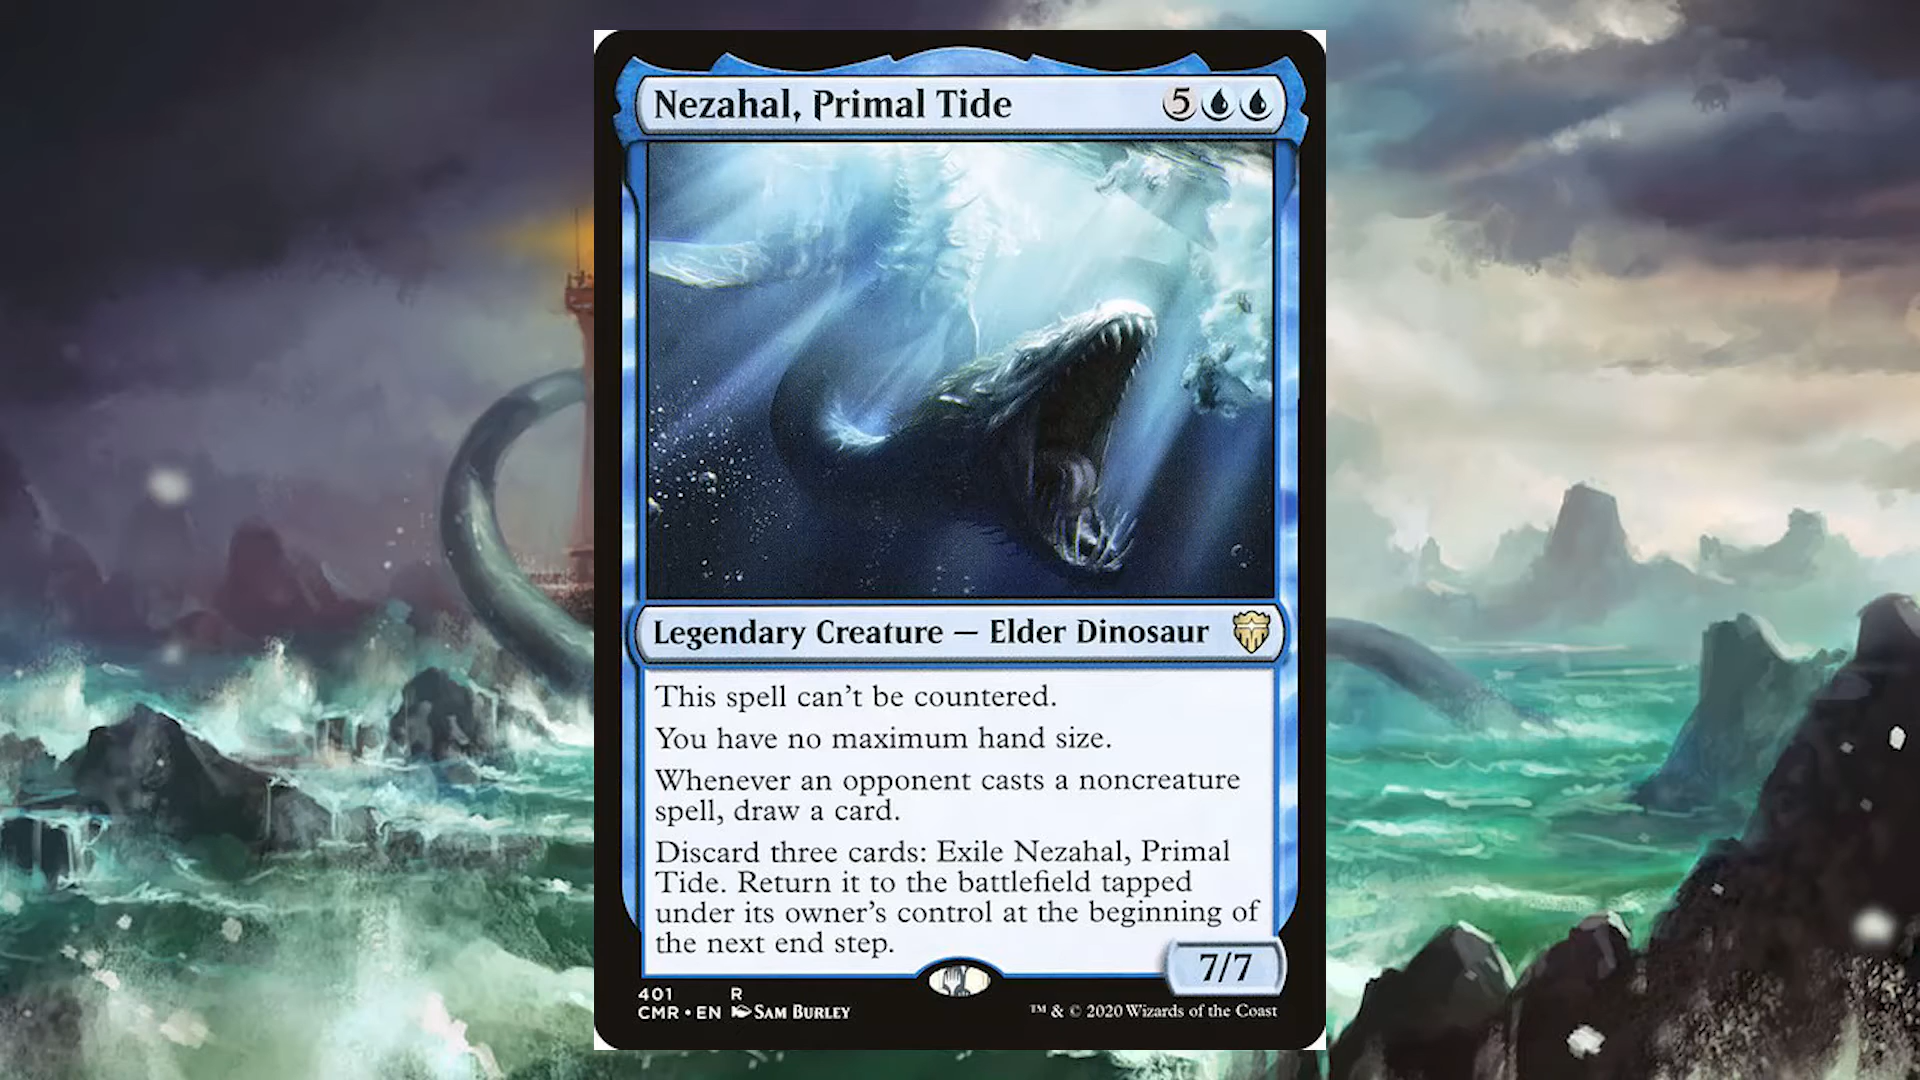 Nezahal, Primal Tide 5
Legendary Creature — Elder Dinosaur
This spell can't be countered.
You have no maximum hand size.
Whenever an opponent casts a noncreature
spell, draw a card.
Discard three cards: Exile Nezahal, Primal
Tide. Return it to the battlefield tapped
under its owner's control at the beginning of
the next end step.
7/7
401 R
CMR • EN Sam Burley
™ & © 2020 Wizards of the Coast